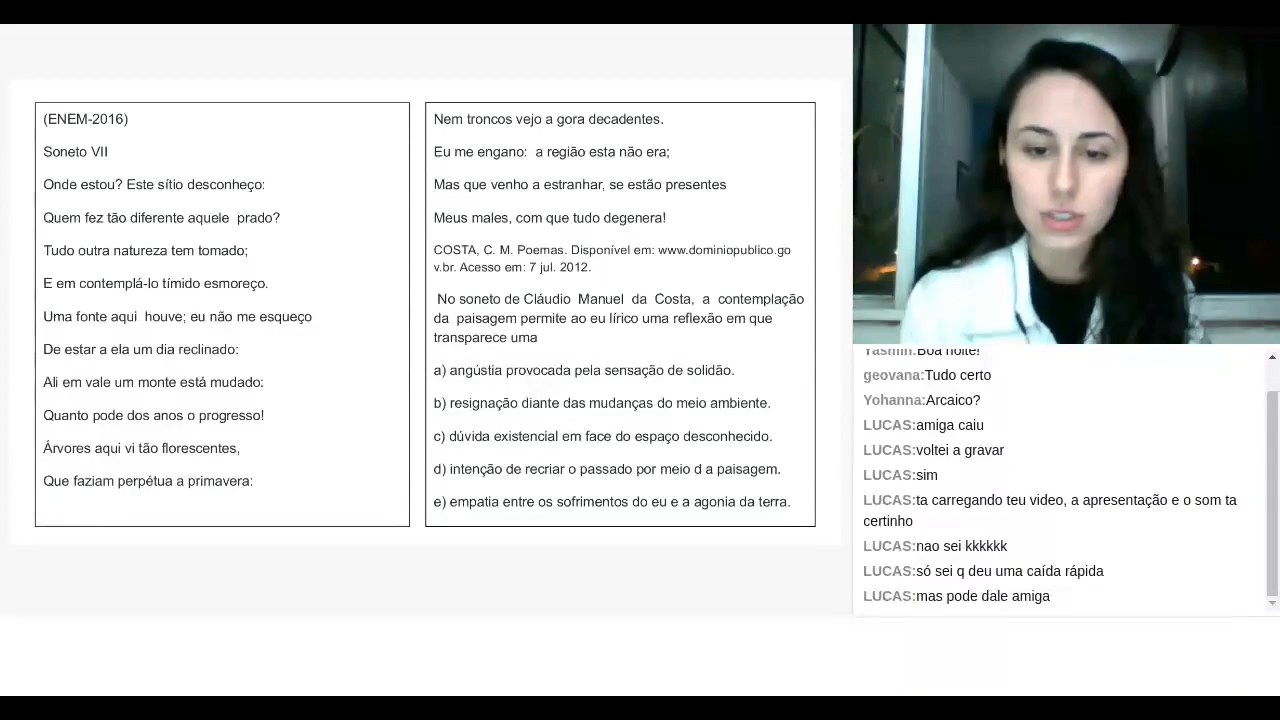 (ENEM-2016)
Soneto VII
Onde estou? Este sítio desconheço:
Quem fez tão diferente aquele prado?
Tudo outra natureza tem tomado;
E em contemplá-lo tímido esmoreço.
Uma fonte aqui houve; eu não me esqueço
De estar a ela um dia reclinado:
Ali em vale um monte está mudado:
Quanto pode dos anos o progresso!
Árvores aqui vi tão florescentes,
Que faziam perpétua a primavera:
Nem troncos vejo a gora decadentes.
Eu me engano: a região esta não era;
Mas que venho a estranhar, se estão presentes
Meus males, com que tudo degenera!
COSTA, C. M. Poemas. Disponível em: www.dominiopublico.go
v.br. Acesso em: 7 jul. 2012.
No soneto de Cláudio Manuel da Costa, a contemplação
da paisagem permite ao eu lírico uma reflexão em que
transparece uma
a) angústia provocada pela sensação de solidão.
b) resignação diante das mudanças do meio ambiente.
c) dúvida existencial em face do espaço desconhecido.
d) intenção de recriar o passado por meio d a paisagem.
e) empatia entre os sofrimentos do eu e a agonia da terra.
Yasmin:Boa noite!
geovana:Tudo certo
Yohanna:Arcaico?
LUCAS:amiga caiu
LUCAS:voltei a gravar
LUCAS:sim
LUCAS:ta carregando teu video, a apresentação e o som ta
certinho
LUCAS:nao sei kkkkkk
LUCAS:só sei q deu uma caída rápida
LUCAS:mas pode dale amiga